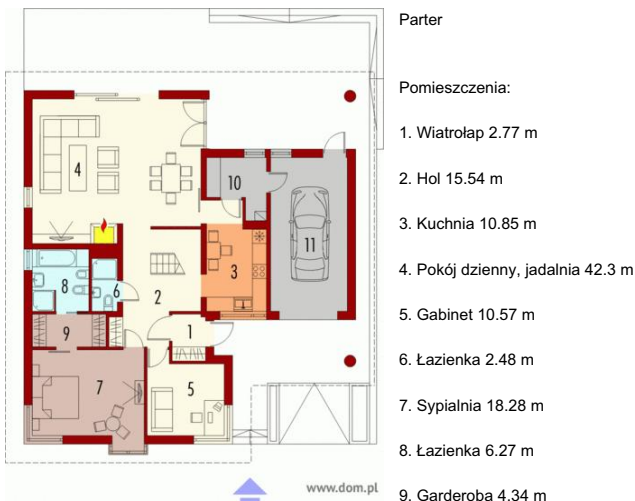 Parter
Pomieszczenia:
1. Wiatrołap 2.77 m
2. Hol 15.54 m
3. Kuchnia 10.85 m
4. Pokój dzienny, jadalnia 42.3 m
5. Gabinet 10.57 m
6. Łazienka 2.48 m
7. Sypialnia 18.28 m
8. Łazienka 6.27 m
9. Garderoba 4.34 m
4
10
11
3
8
6
2
9
1
7
5
www.dom.pl